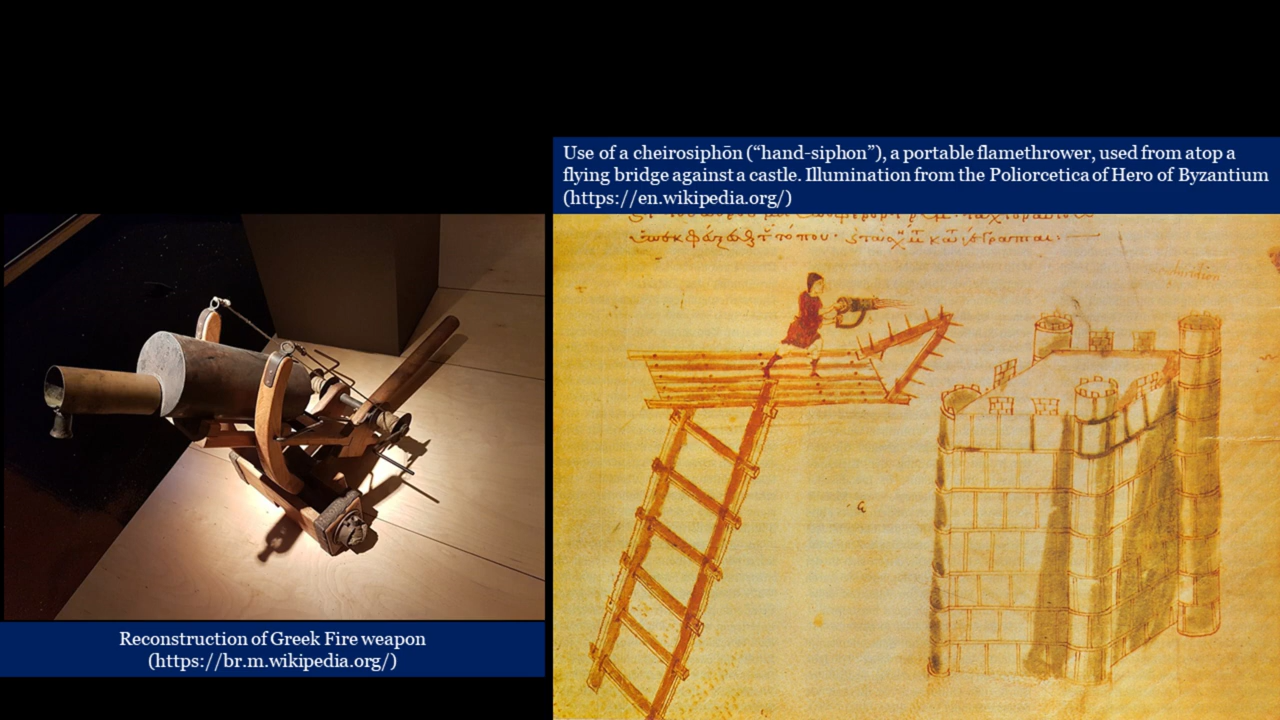 Use of a cheirosiphōn (“hand-siphon”), a portable flamethrower, used from atop a
flying bridge against a castle. Illumination from the Poliorcetica of Hero of Byzantium
(https://en.wikipedia.org/)
Reconstruction of Greek Fire weapon
(https://br.m.wikipedia.org/)